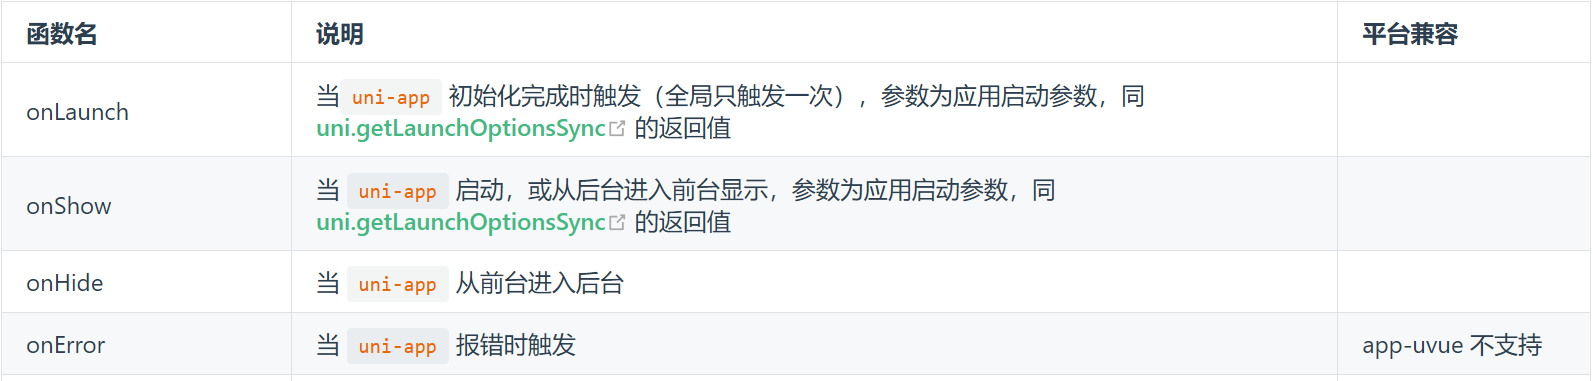 函数名 说明 平台兼容
onLaunch 当 uni-app 初始化完成时触发（全局只触发一次），参数为应用启动参数，同
uni.getLaunchOptionsSync 的返回值
onShow 当 uni-app 启动，或从后台进入前台显示，参数为应用启动参数，同
uni.getLaunchOptionsSync 的返回值
onHide 当 uni-app 从前台进入后台
onError 当 uni-app 报错时触发 app-uvue 不支持